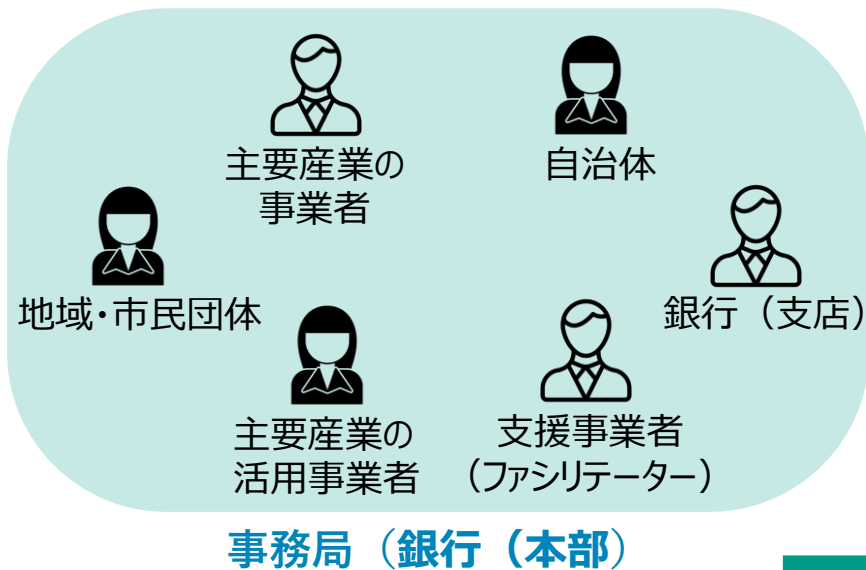 主要産業の
事業者
自治体
地域・市民団体
銀行（支店）
主要産業の
活用事業者
支援事業者
（ファシリテーター）
事務局（銀行（本部）